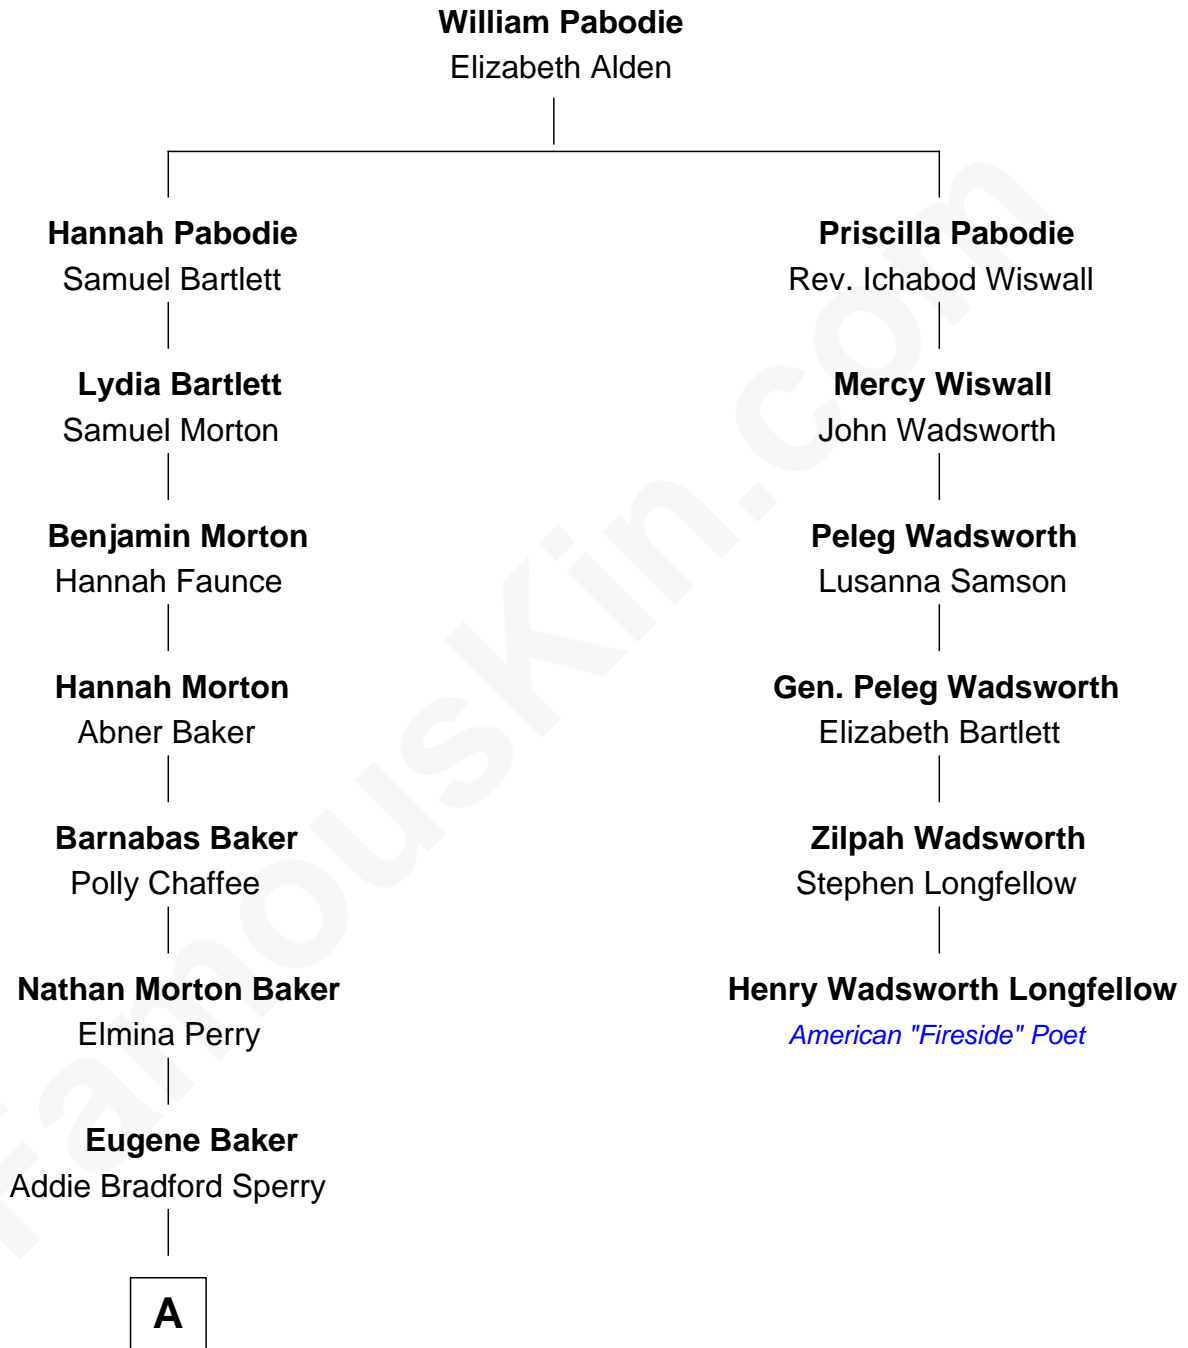 William Pabodie
Elizabeth Alden
Hannah Pabodie
Samuel Bartlett
Priscilla Pabodie
Rev. Ichabod Wiswall
Lydia Bartlett
Samuel Morton
Mercy Wiswall
John Wadsworth
Benjamin Morton
Hannah Faunce
Peleg Wadsworth
Lusanna Samson
Hannah Morton
Abner Baker
Gen. Peleg Wadsworth
Elizabeth Bartlett
Barnabas Baker
Polly Chaffee
Zilpah Wadsworth
Stephen Longfellow
Nathan Morton Baker
Elmina Perry
Henry Wadsworth Longfellow
American "Fireside" Poet
Eugene Baker
Addie Bradford Sperry
A
FamousKin.com